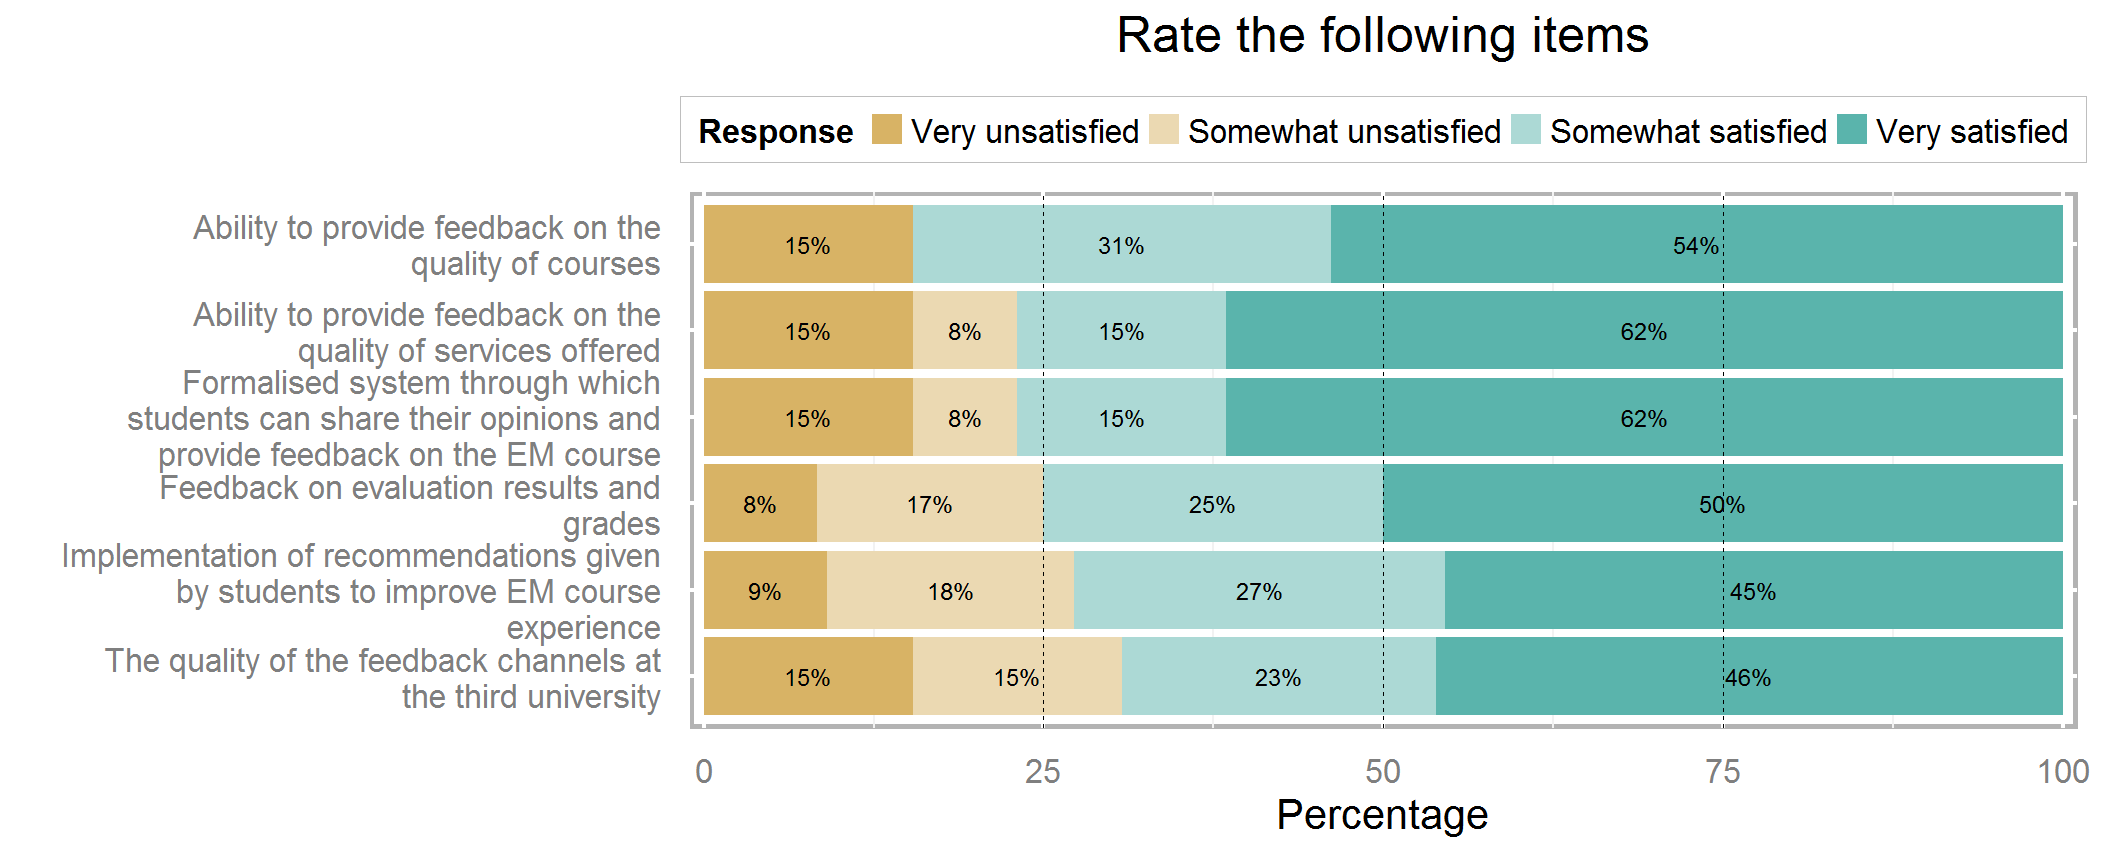 Rate the following items
Response Very unsatisfied Somewhat unsatisfied Somewhat satisfied Very satisfied
Ability to provide feedback on the
quality of courses
15% 31% 54%
Ability to provide feedback on the
quality of services offered
15% 8% 15% 62%
Formalised system through which
students can share their opinions and
provide feedback on the EM course
15% 8% 15% 62%
Feedback on evaluation results and
grades
8% 17% 25% 50%
Implementation of recommendations given
by students to improve EM course
experience
9% 18% 27% 45%
The quality of the feedback channels at
the third university
15% 15% 23% 46%
0 25 50 75 100
Percentage